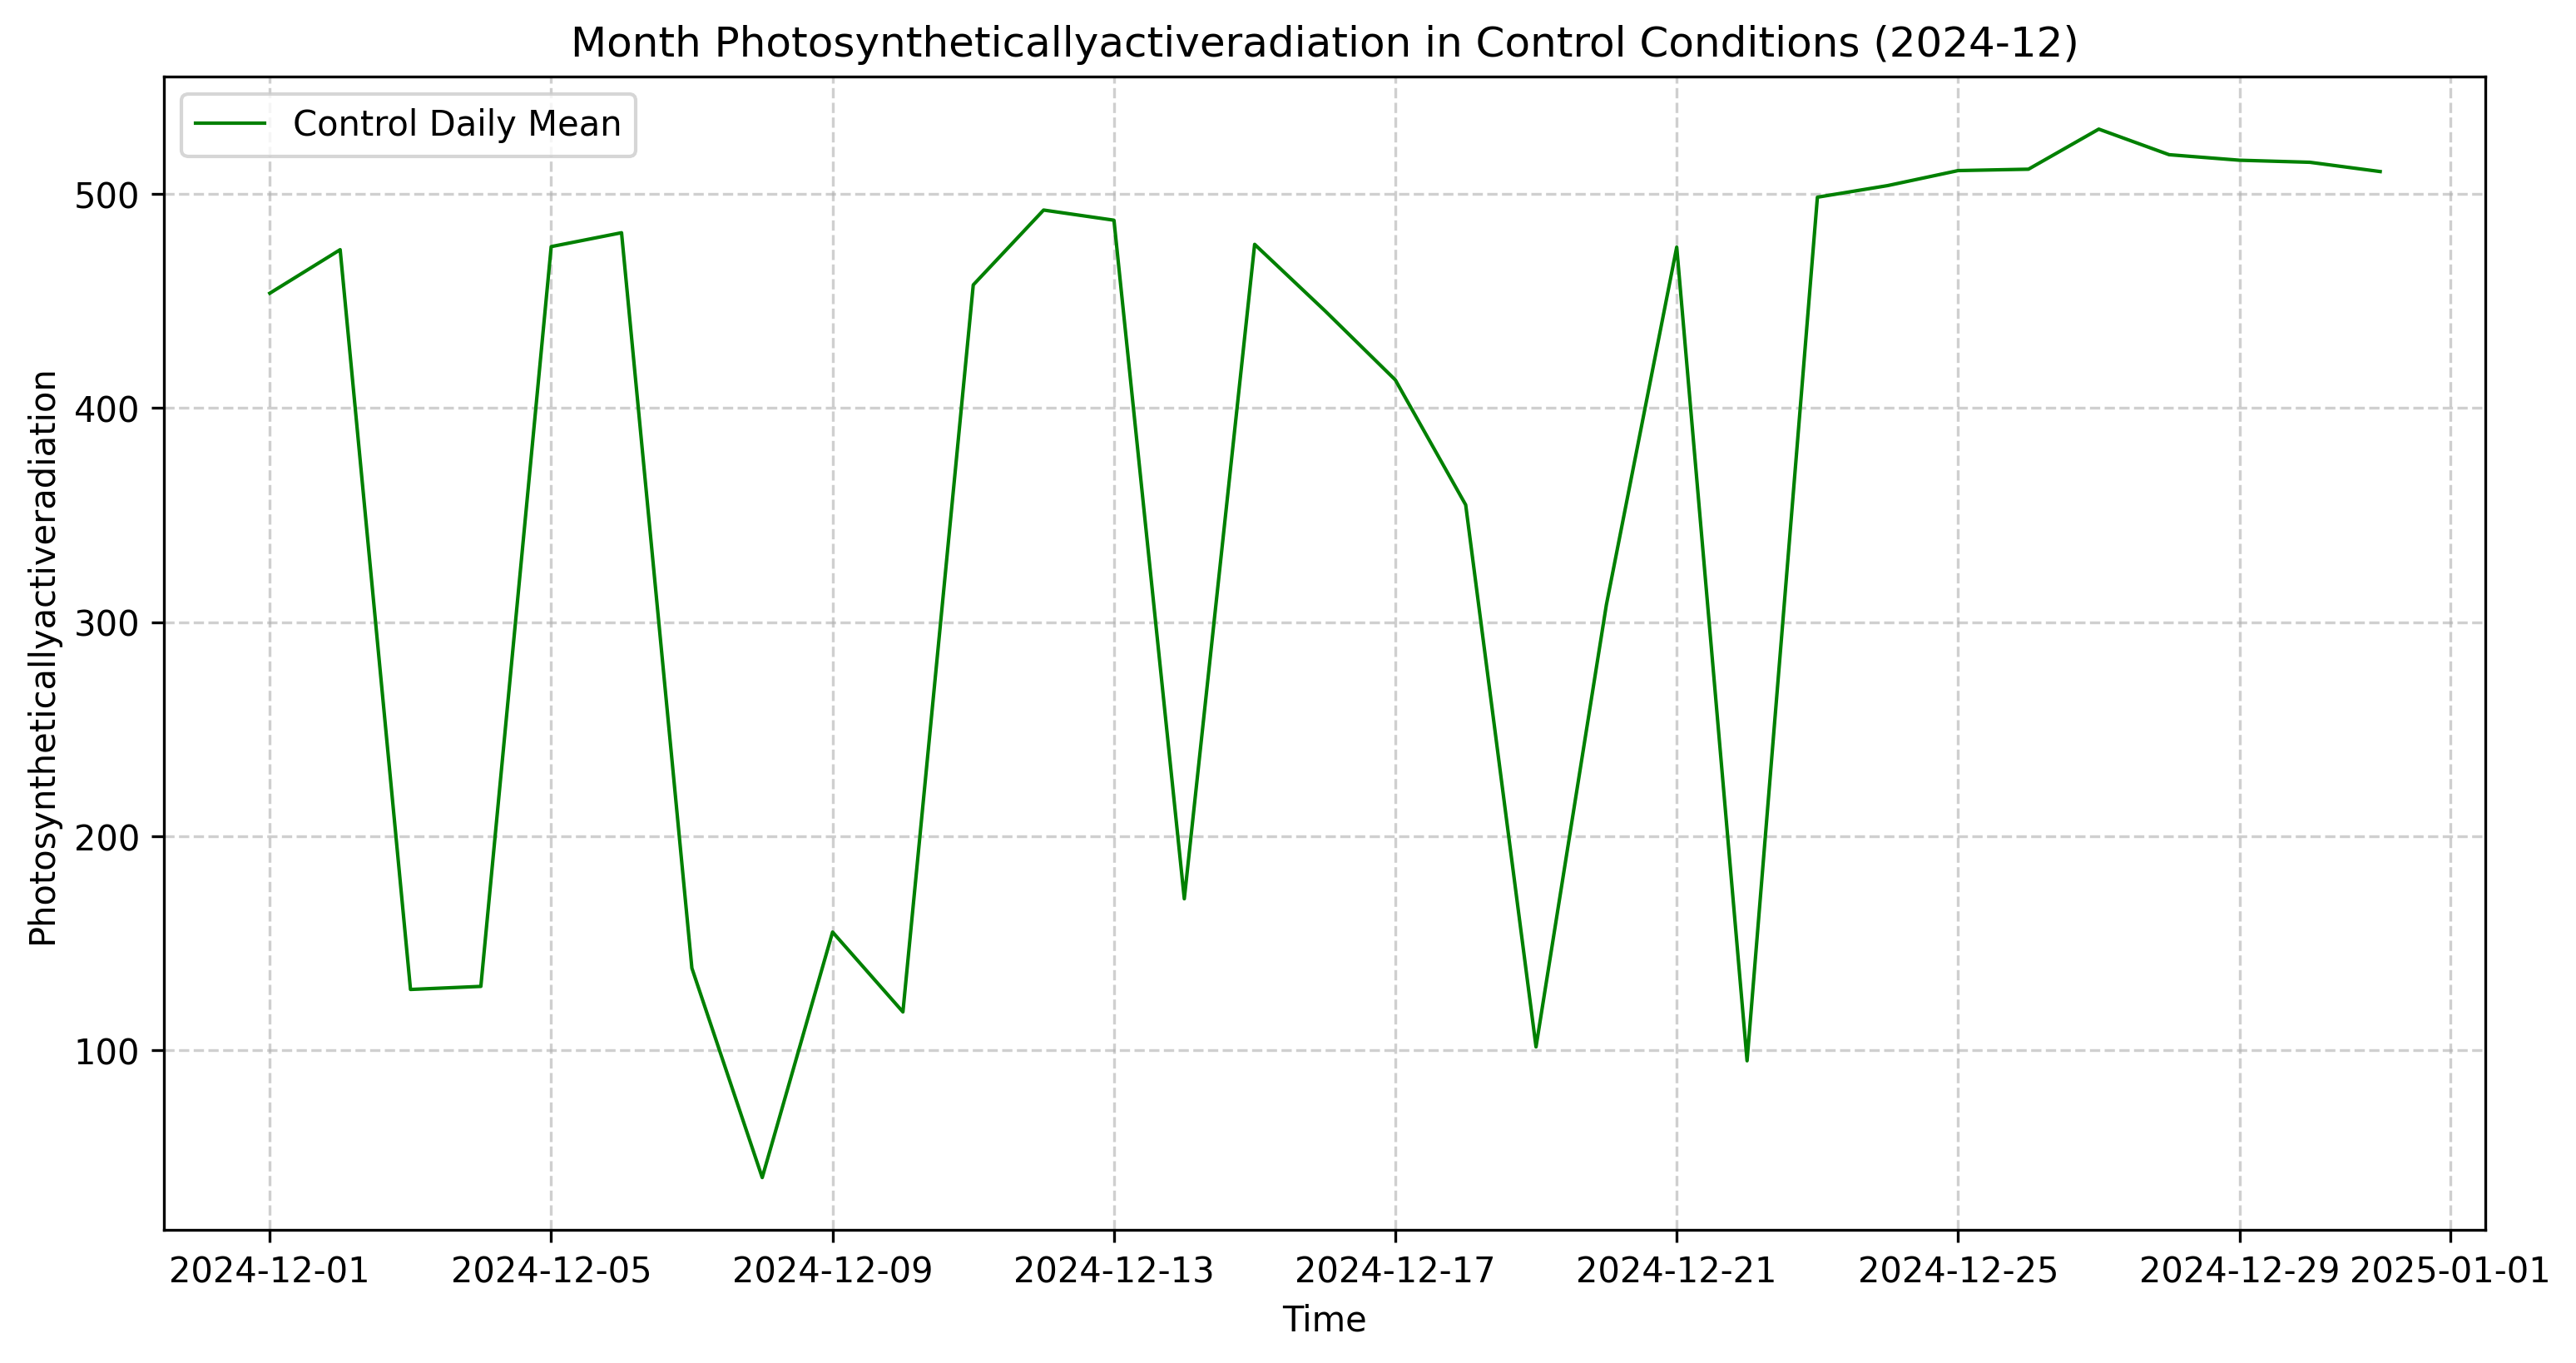 Month Photosyntheticallyactiveradiation in Control Conditions (2024-12)
Control Daily Mean
Photosyntheticallyactiveradiation
500
400
300
200
100
2024-12-01 2024-12-05 2024-12-09 2024-12-13 2024-12-17 2024-12-21 2024-12-25 2024-12-29 2025-01-01
Time